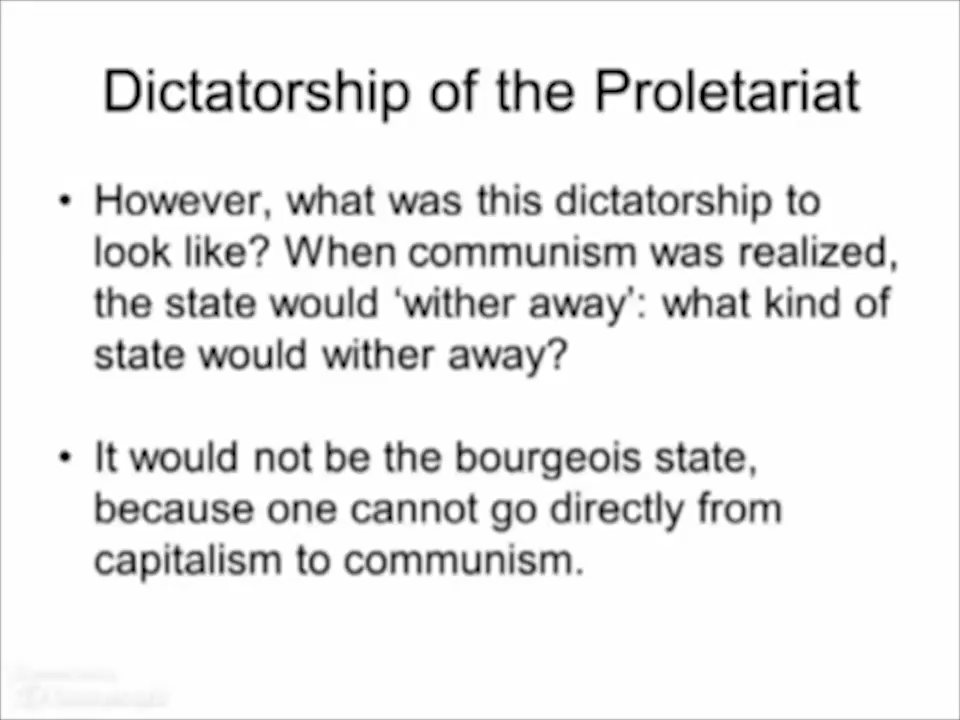 Dictatorship of the Proletariat
• However, what was this dictatorship to
look like? When communism was realized,
the state would ‘wither away’: what kind of
state would wither away?
• It would not be the bourgeois state,
because one cannot go directly from
capitalism to communism.